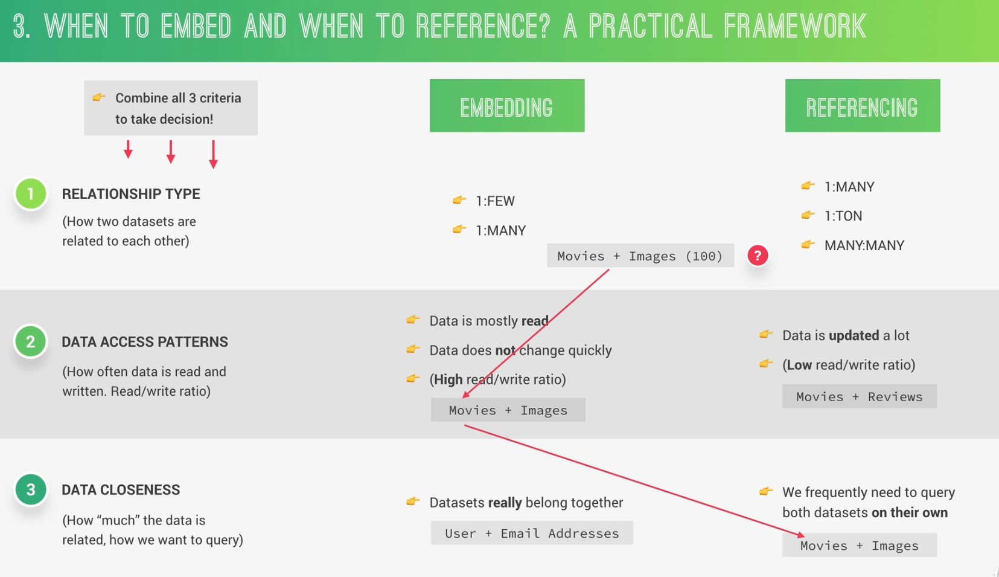 3. WHEN TO EMBED AND WHEN TO REFERENCE? A PRACTICAL FRAMEWORK
Combine all 3 criteria
to take decision!
EMBEDDING
REFERENCING
1
RELATIONSHIP TYPE
(How two datasets are
related to each other)
1:FEW
1:MANY
Movies + Images (100)
?
1:MANY
1:TON
MANY:MANY
2
DATA ACCESS PATTERNS
(How often data is read and
written. Read/write ratio)
Data is mostly read
Data does not change quickly
(High read/write ratio)
Movies + Images
Data is updated a lot
(Low read/write ratio)
Movies + Reviews
3
DATA CLOSENESS
(How “much” the data is
related, how we want to query)
Datasets really belong together
User + Email Addresses
We frequently need to query
both datasets on their own
Movies + Images